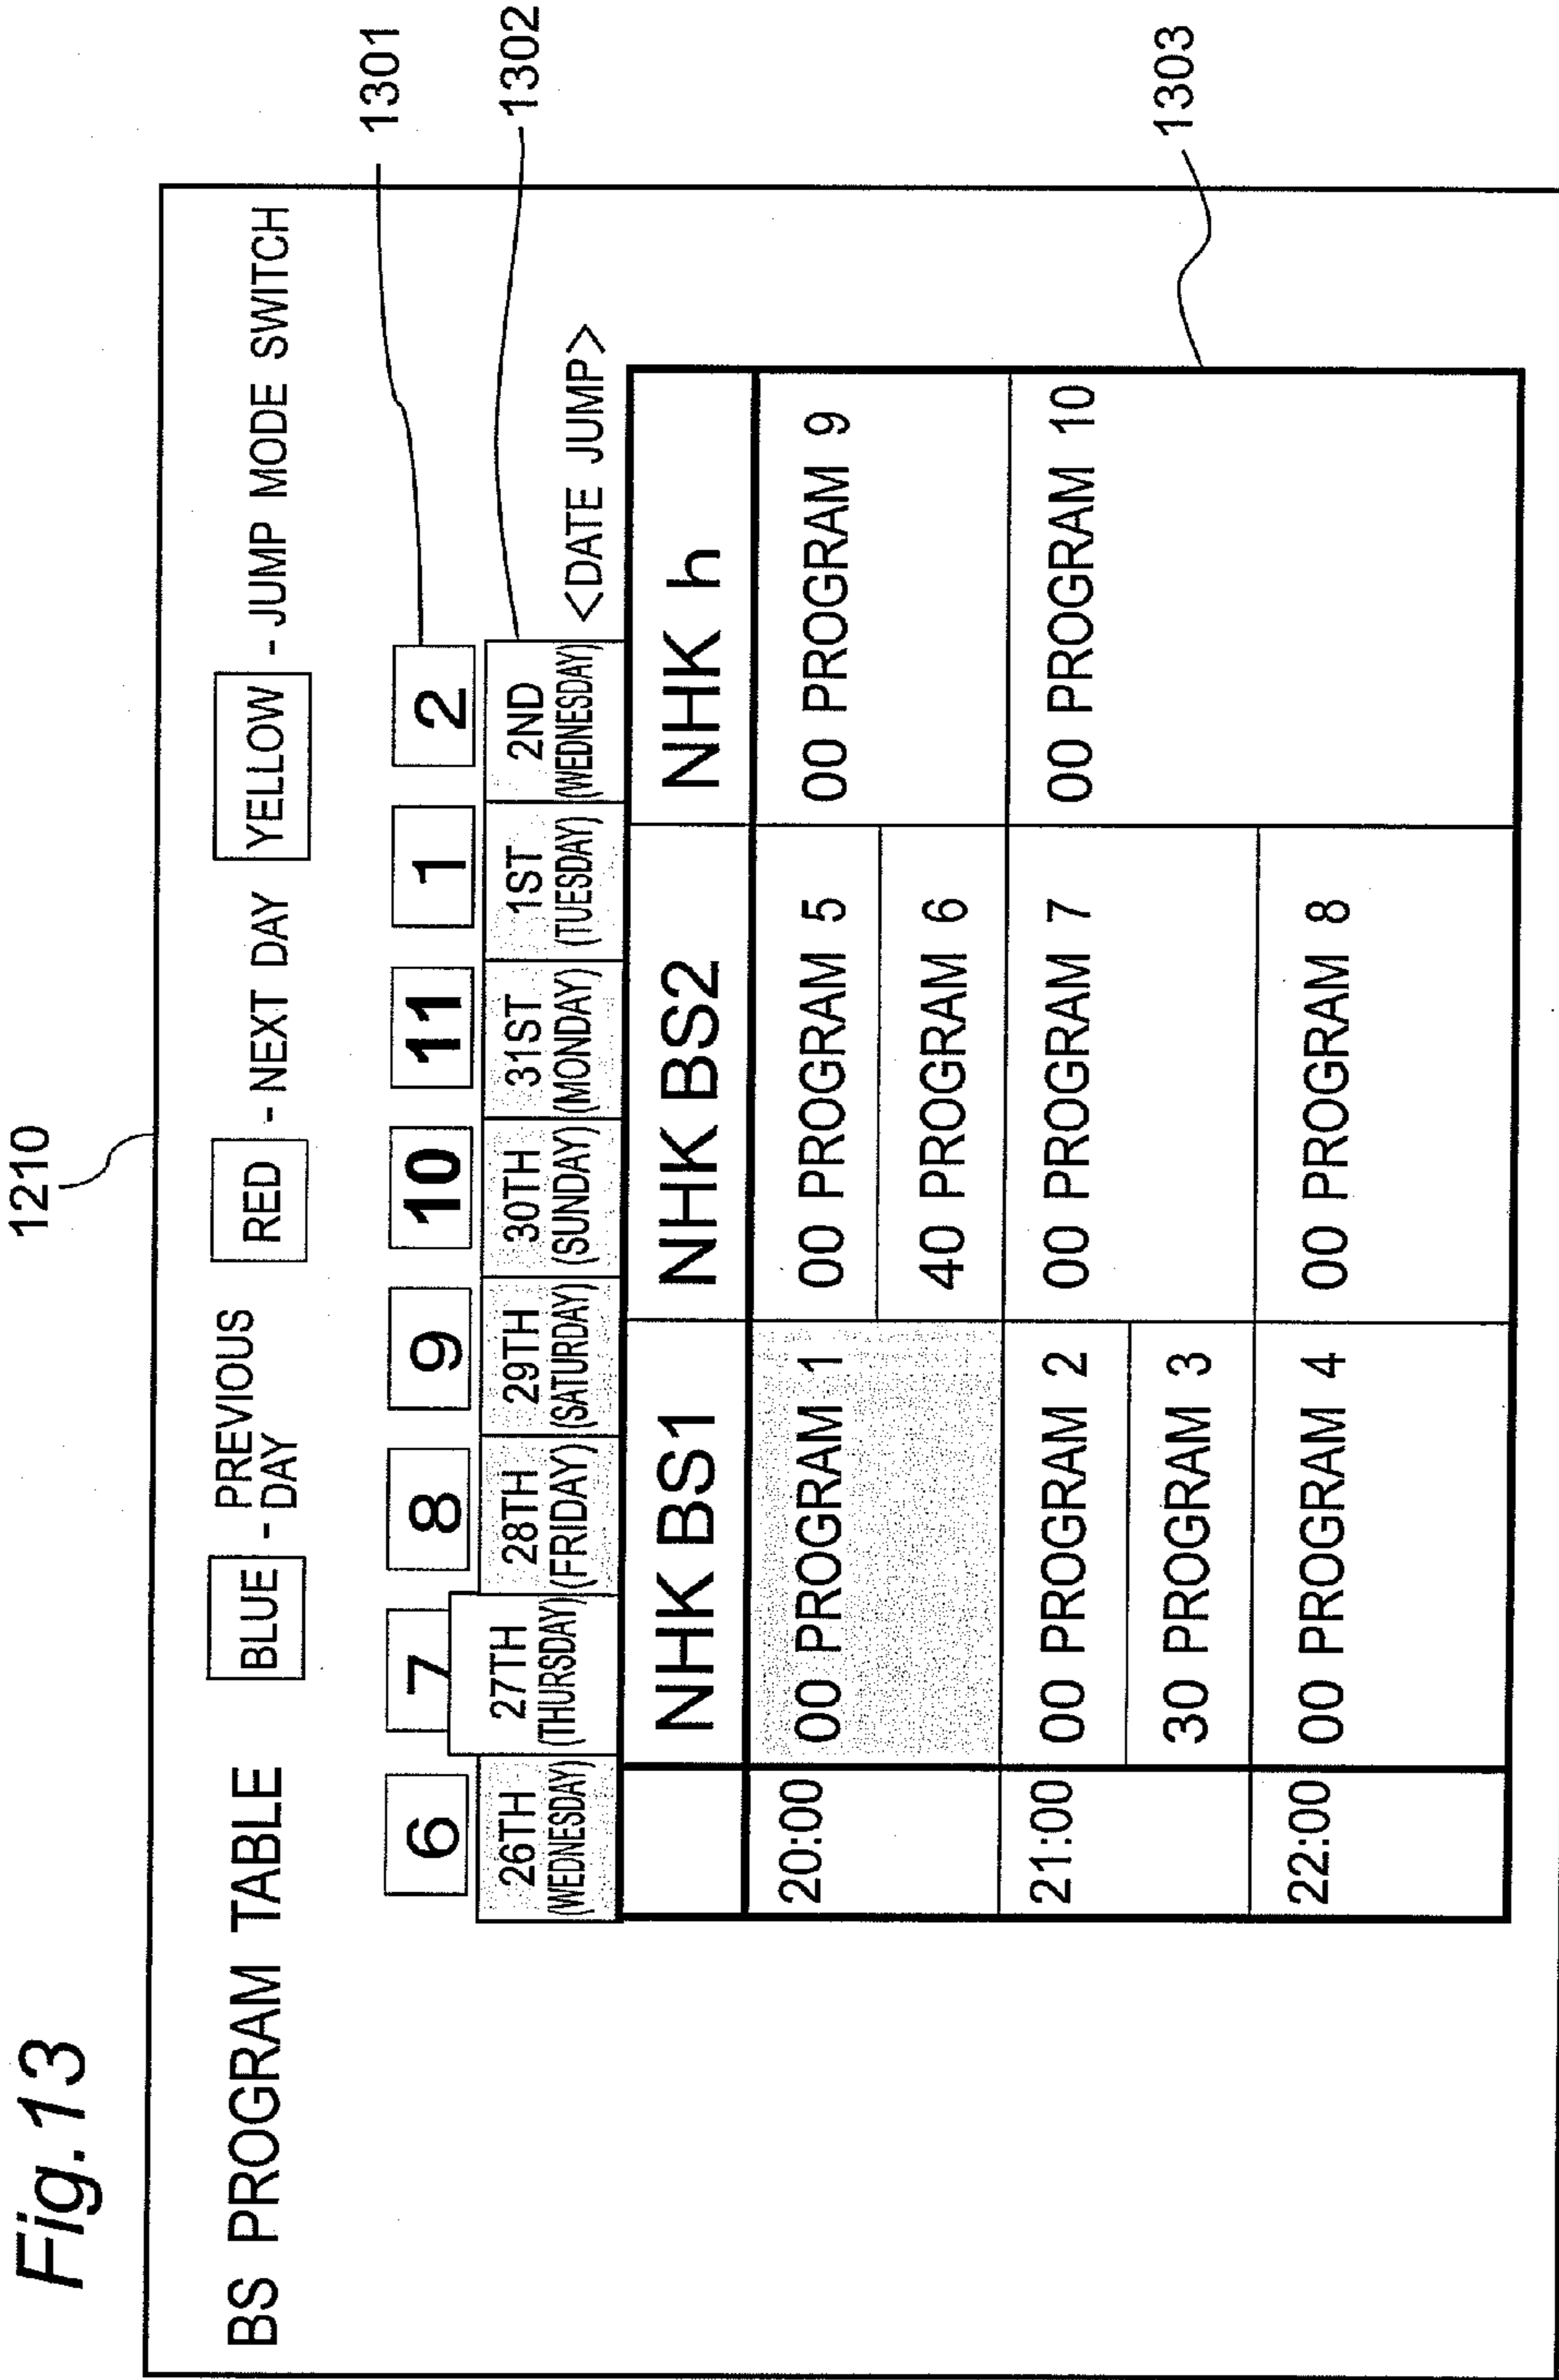 Fig.13
1210
BS PROGRAM TABLE BLUE - PREVIOUS DAY RED - NEXT DAY YELLOW - JUMP MODE SWITCH
6 7 8 9 10 11 1 2
1301
26TH 27TH 28TH 29TH 30TH 31ST 1ST 2ND
(WEDNESDAY) (THURSDAY) (FRIDAY) (SATURDAY) (SUNDAY) (MONDAY) (TUESDAY) (WEDNESDAY)
1302
<DATE JUMP>
NHK BS1 NHK BS2 NHK h
20:00 00 PROGRAM 1 00 PROGRAM 5 00 PROGRAM 9
40 PROGRAM 6
21:00 00 PROGRAM 2 00 PROGRAM 7 00 PROGRAM 10
30 PROGRAM 3
22:00 00 PROGRAM 4 00 PROGRAM 8
1303